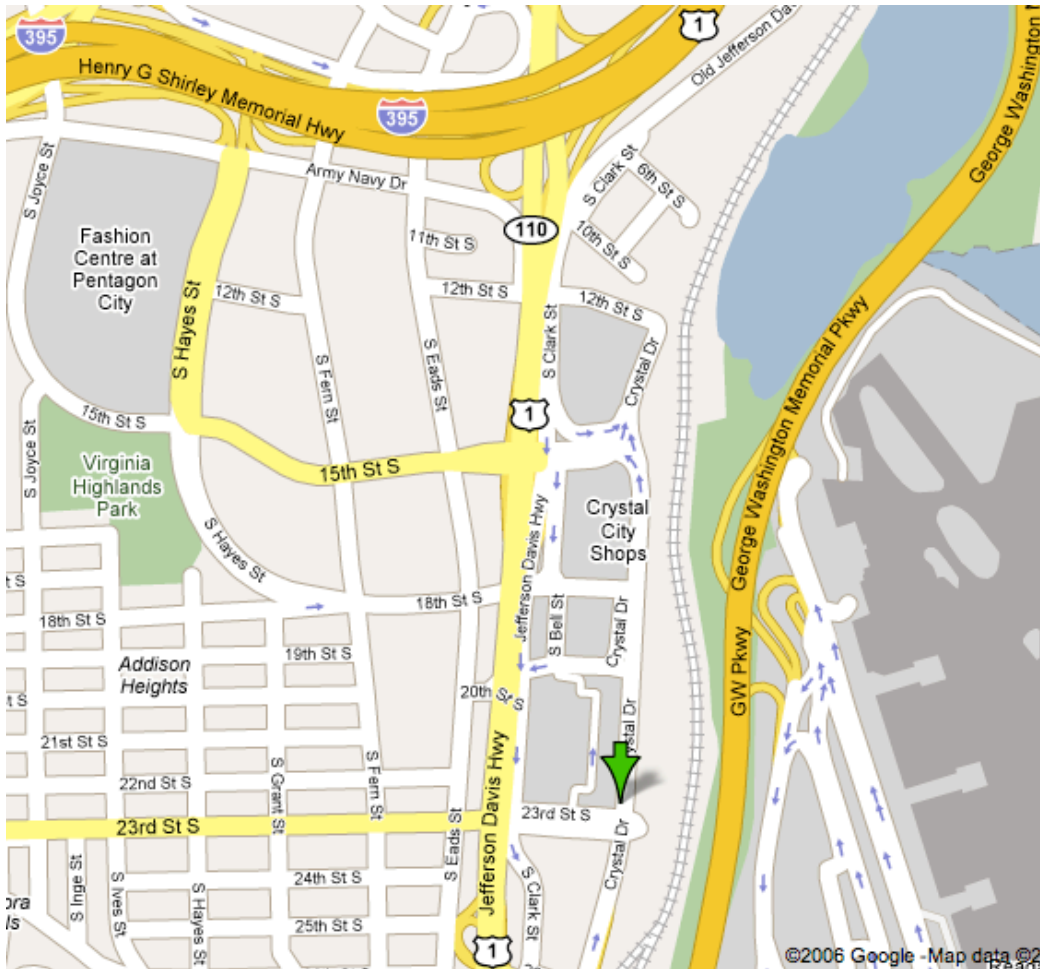 395
1
Old Jefferson Da
Henry G Shirley Memorial Hwy
395
George Washington
S Joyce St
Army Navy Dr
S Clark St
6th St S
Fashion
Centre at
Pentagon
City
110
11th St S
10th St S
12th St S
12th St S
12th St S
S Hayes St
S Fern St
S Eads St
S Clark St
Crystal Dr
George Washington Memorial Pkwy
1
15th St S
S Joyce St
15th St S
Virginia
Highlands
Park
Crystal
City
Shops
S Hayes St
Jefferson Davis Hwy
t S
18th St S
18th St S
S Bell St
Crystal Dr
19th St S
Addison
Heights
20th St S
t S
GW Pkwy
ystal Dr
21st St S
Jefferson Davis Hwy
22nd St S
S Grant St
S Fern St
23rd St S
23rd St S
S Eads St
Crystal Dr
24th St S
S Inge St
S Ives St
S Hayes St
S Clark St
ora
ls
25th St S
1
©2006 Google - Map data ©2